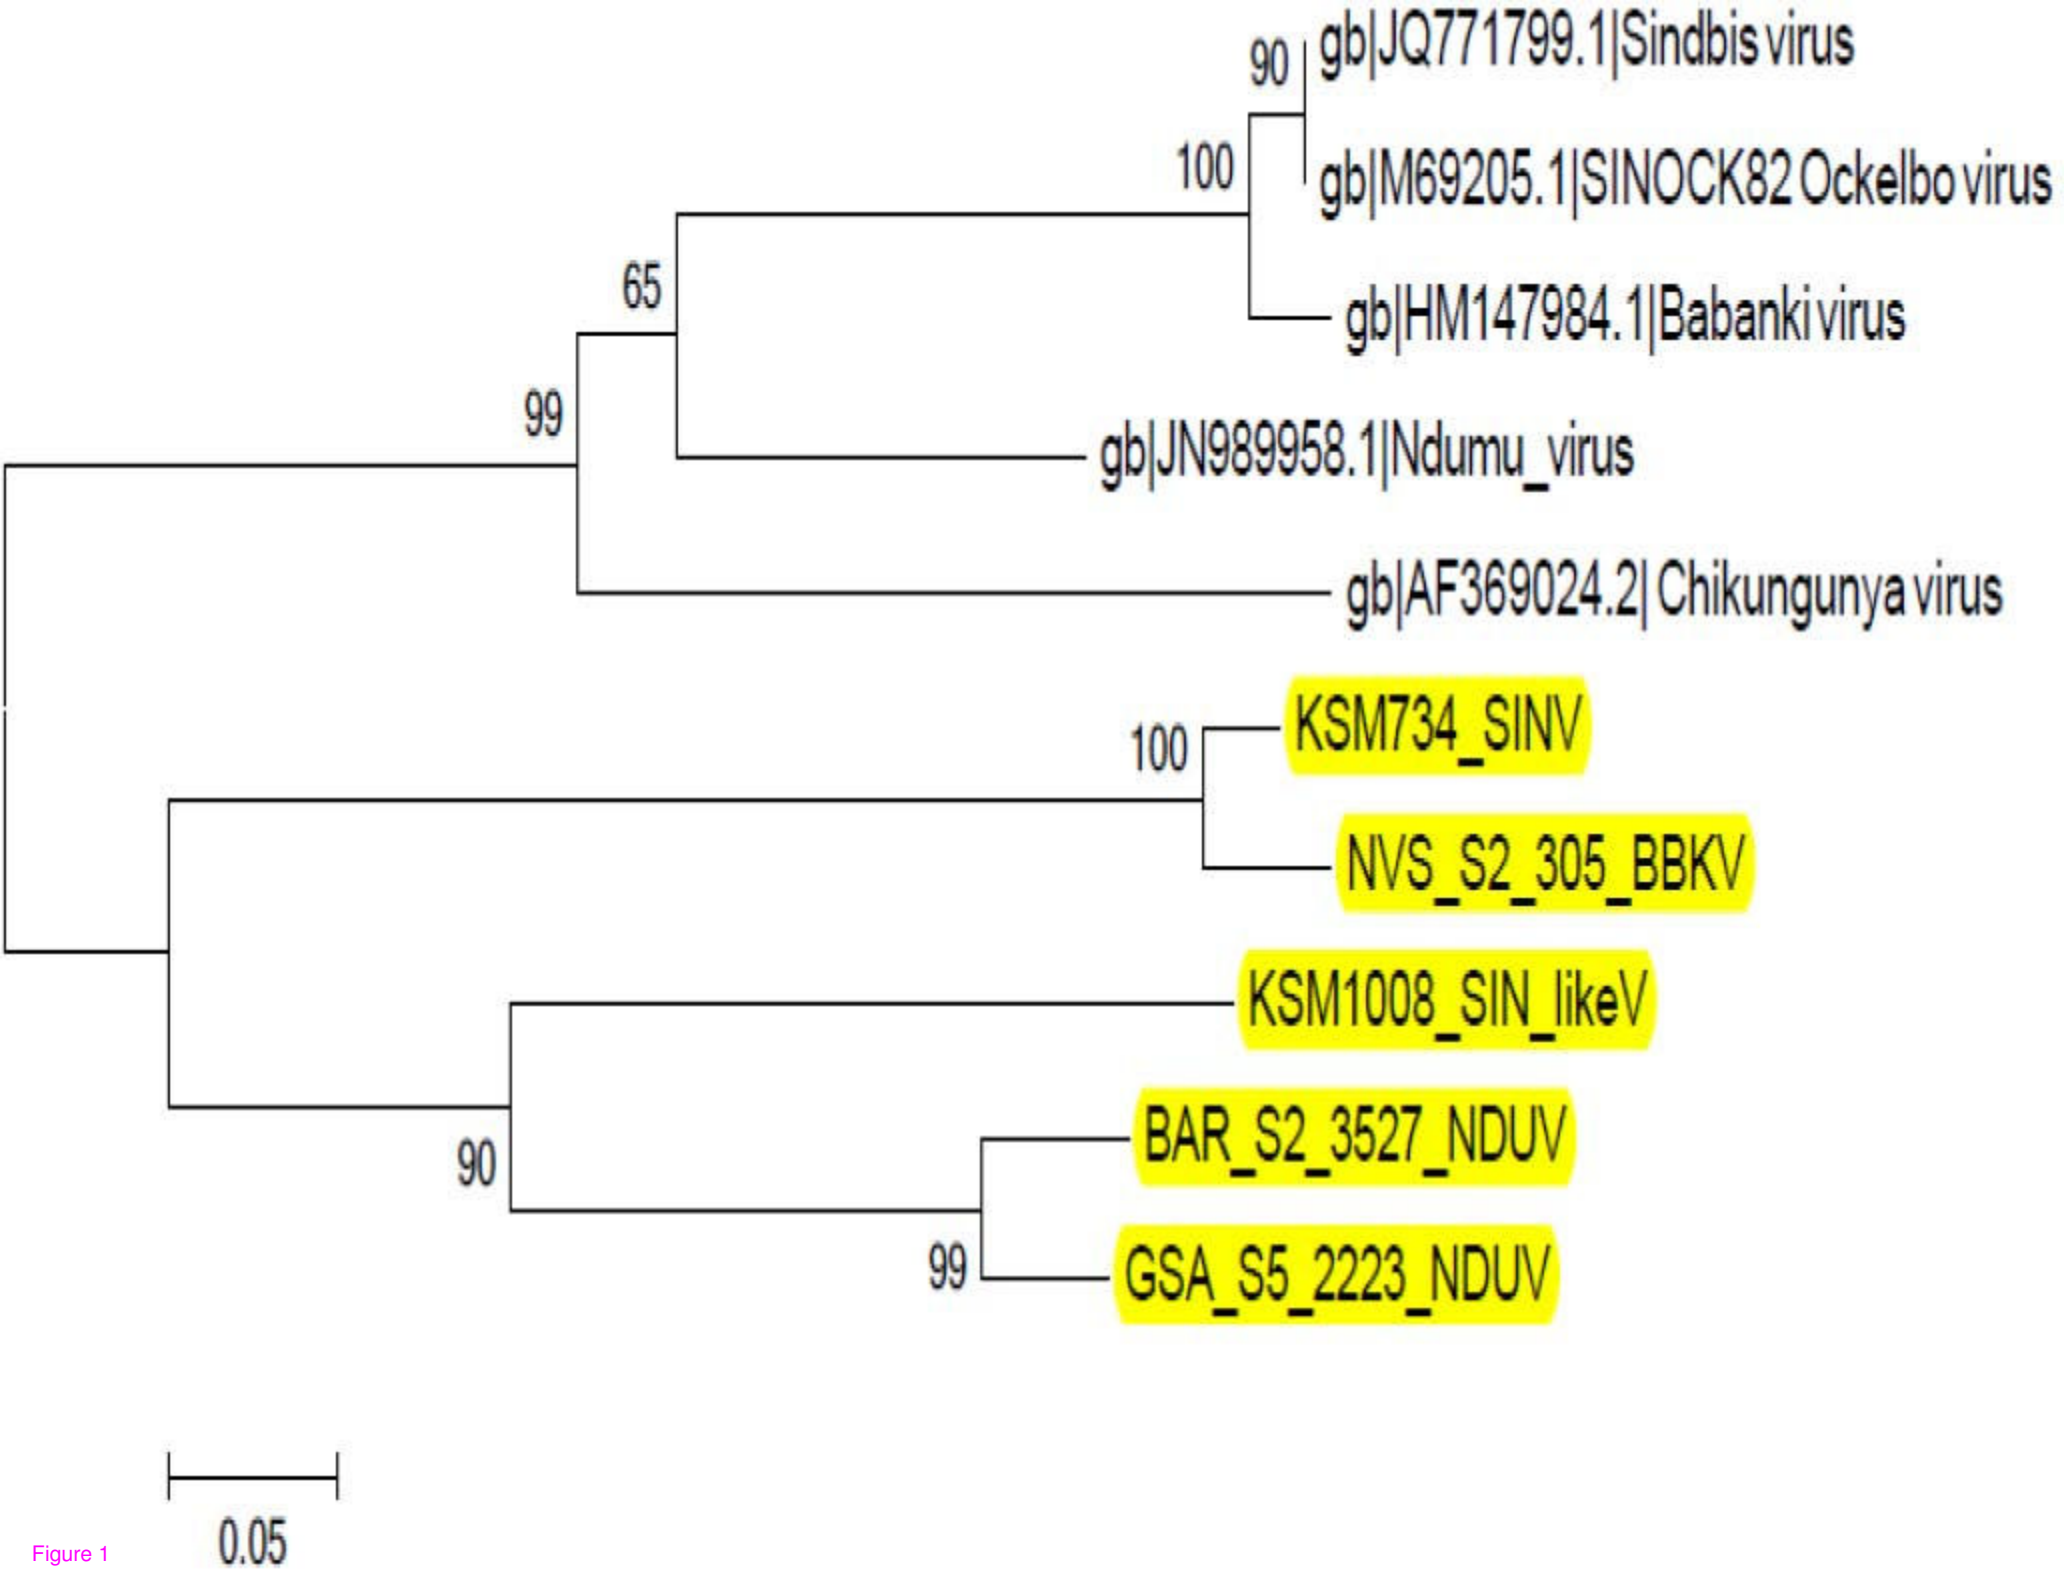 90
gb|JQ771799.1|Sindbis virus
100
gb|M69205.1|SINOCK82 Ockelbo virus
65
gb|HM147984.1|Babanki virus
99
gb|JN989958.1|Ndumu_virus
gb|AF369024.2| Chikungunya virus
100
KSM734_SINV
NVS_S2_305_BBKV
KSM1008_SIN_likeV
90
BAR_S2_3527_NDUV
99
GSA_S5_2223_NDUV
0.05
Figure 1